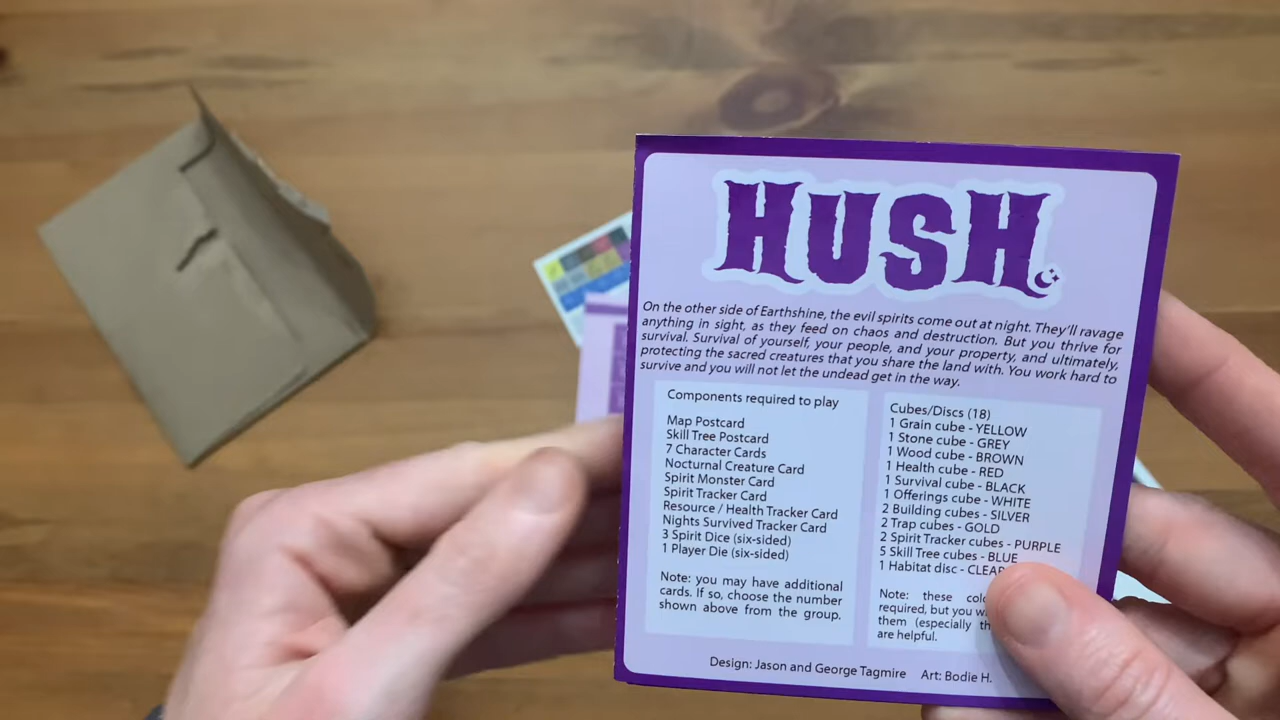 HUSH
On the other side of Earthshine, the evil spirits come out at night. They'll ravage
anything in sight, as they feed on chaos and destruction. But you thrive for
survival. Survival of yourself, your people, and your property, and ultimately,
protecting the sacred creatures that you share the land with. You work hard to
survive and you will not let the undead get in the way.
Components required to play
Map Postcard
Skill Tree Postcard
7 Character Cards
Nocturnal Creature Card
Spirit Monster Card
Spirit Tracker Card
Resource / Health Tracker Card
Nights Survived Tracker Card
3 Spirit Dice (six-sided)
1 Player Die (six-sided)
Note: you may have additional
cards. If so, choose the number
shown above from the group.
Cubes/Discs (18)
1 Grain cube - YELLOW
1 Stone cube - GREY
1 Wood cube - BROWN
1 Health cube - RED
1 Survival cube - BLACK
1 Offerings cube - WHITE
2 Building cubes - SILVER
2 Trap cubes - GOLD
2 Spirit Tracker cubes - PURPLE
5 Skill Tree cubes - BLUE
1 Habitat disc - CLEAR
Note: these
required, but you
them (especially
are helpful.
Design: Jason and George Tagmire Art: Bodie H.